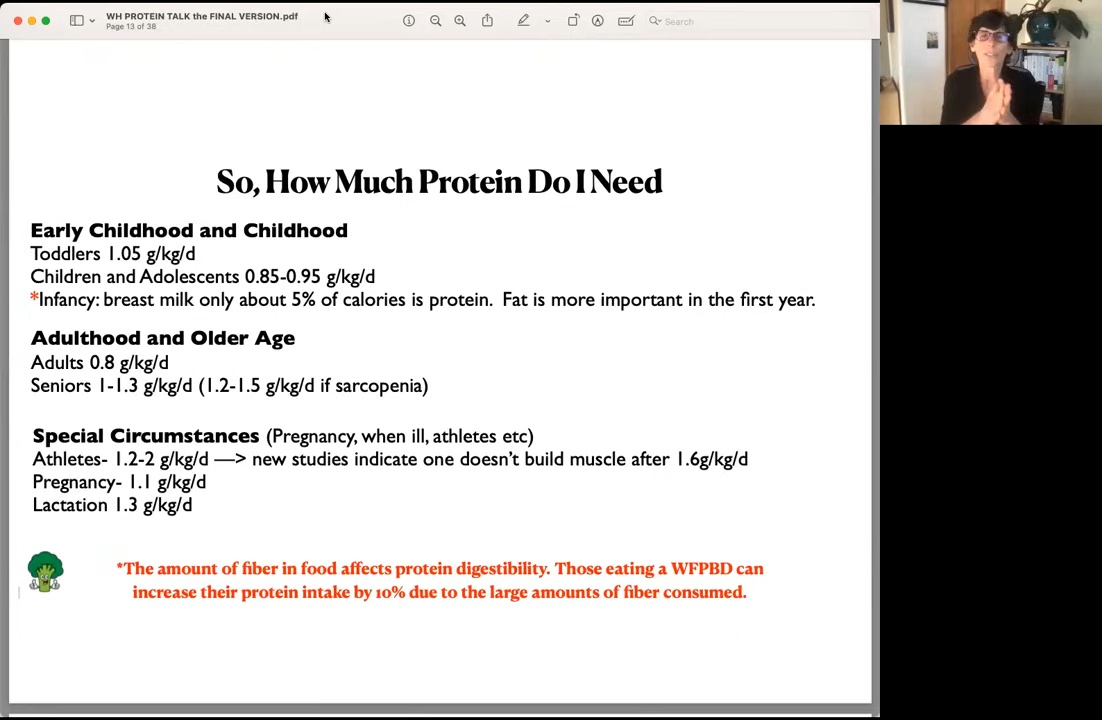 WH PROTEIN TALK the FINAL VERSION.pdf
Page 13 of 38
Search
So, How Much Protein Do I Need
Early Childhood and Childhood
Toddlers 1.05 g/kg/d
Children and Adolescents 0.85-0.95 g/kg/d
*Infancy: breast milk only about 5% of calories is protein. Fat is more important in the first year.
Adulthood and Older Age
Adults 0.8 g/kg/d
Seniors 1-1.3 g/kg/d (1.2-1.5 g/kg/d if sarcopenia)
Special Circumstances (Pregnancy, when ill, athletes etc)
Athletes- 1.2-2 g/kg/d —> new studies indicate one doesn't build muscle after 1.6g/kg/d
Pregnancy- 1.1 g/kg/d
Lactation 1.3 g/kg/d
*The amount of fiber in food affects protein digestibility. Those eating a WFPBD can
increase their protein intake by 10% due to the large amounts of fiber consumed.